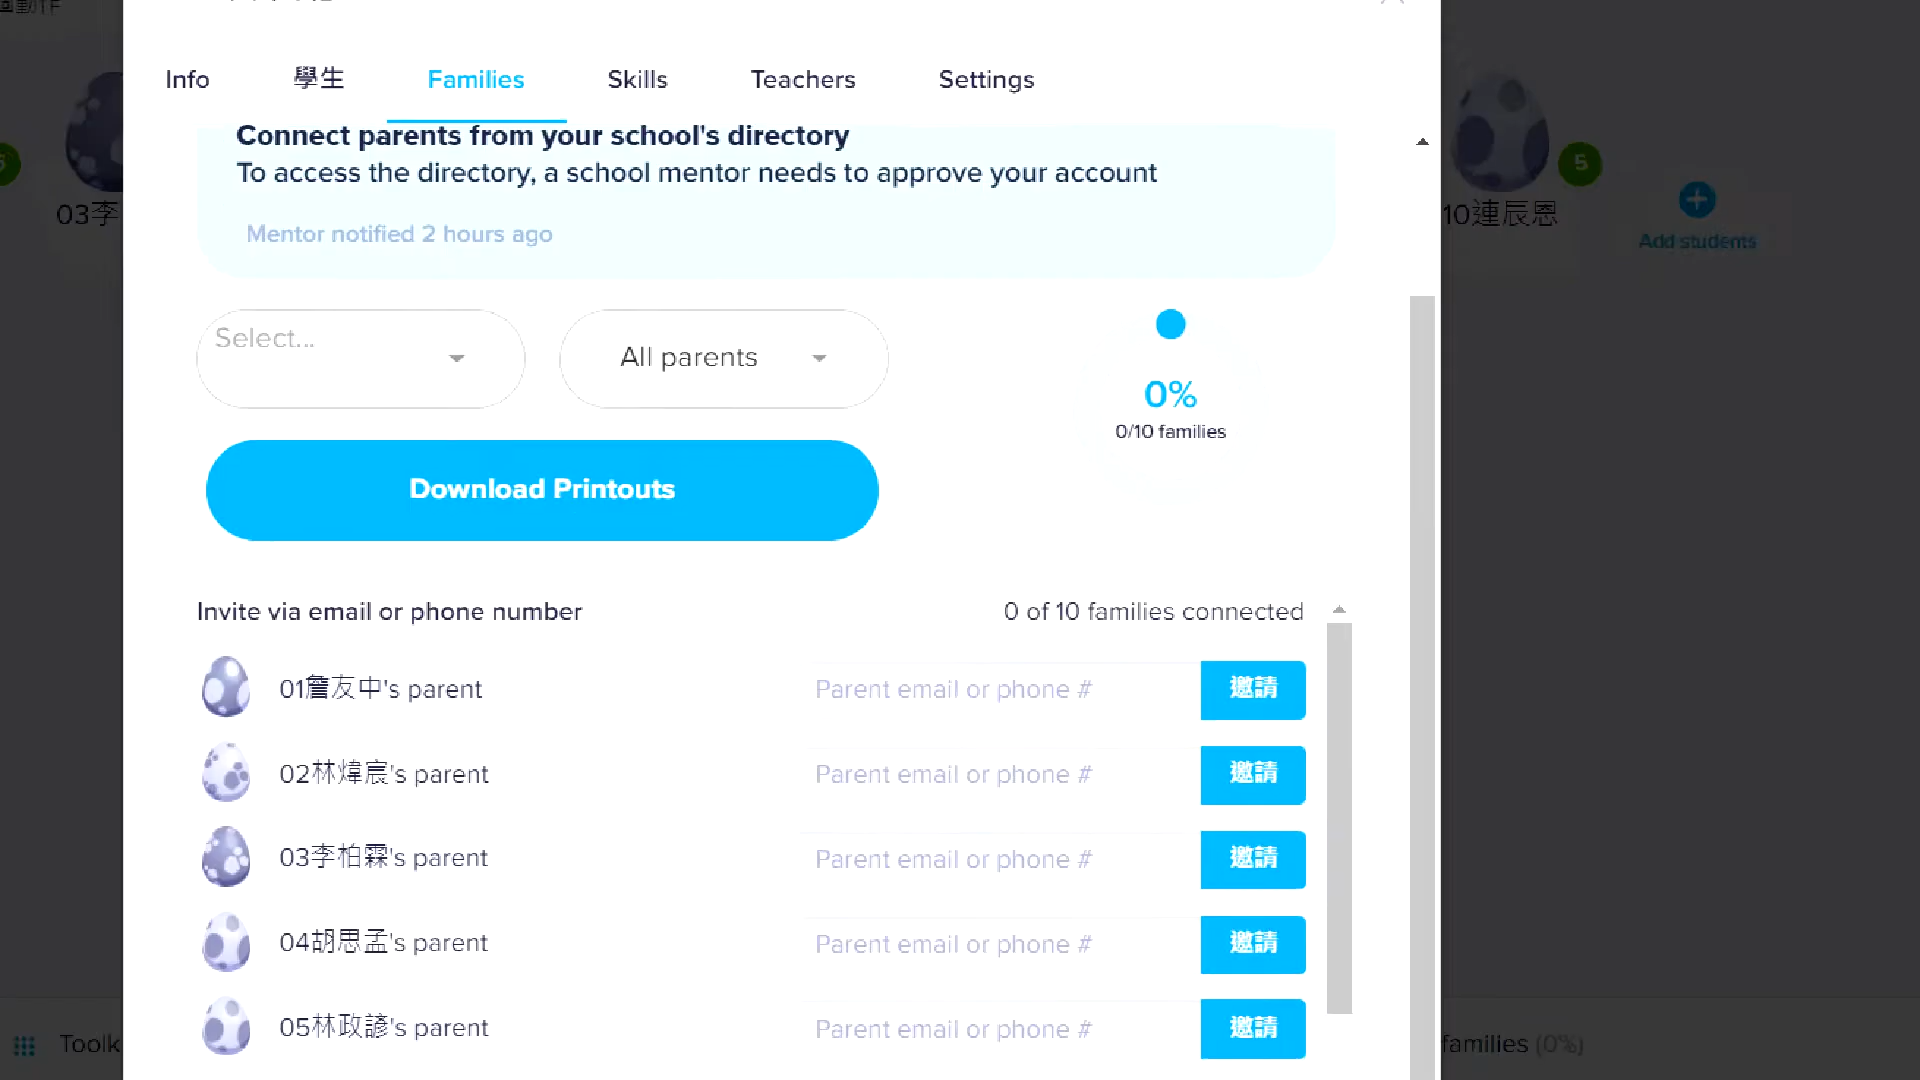 Info 學生 Families Skills Teachers Settings
Connect parents from your school's directory
To access the directory, a school mentor needs to approve your account
Mentor notified 2 hours ago
03李
10連辰恩
5
Add students
Select...
All parents
0%
0/10 families
Download Printouts
Invite via email or phone number
0 of 10 families connected
01詹友中's parent Parent email or phone # 邀請
02林煒宸's parent Parent email or phone # 邀請
03李柏霖's parent Parent email or phone # 邀請
04胡思孟's parent Parent email or phone # 邀請
05林政諺's parent Parent email or phone # 邀請
Toolk
families (0%)